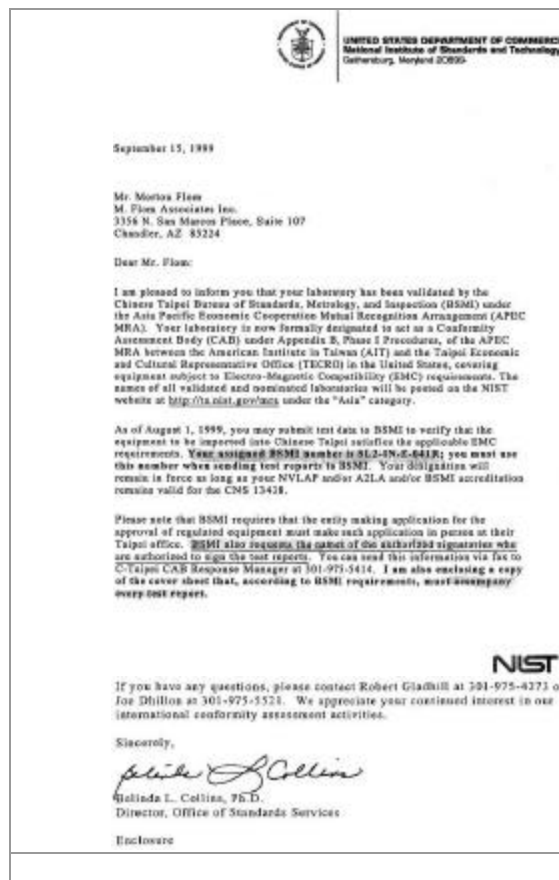 UNITED STATES DEPARTMENT OF COMMERCE
National Institute of Standards and Technology
Gaithersburg, Maryland 20899-
September 15, 1999
Mr. Morton Flom
M. Flom Associates Inc.
3356 N. San Marcos Place, Suite 107
Chandler, AZ 85224
Dear Mr. Flom:
I am pleased to inform you that your laboratory has been validated by the
Chinese Taipei Bureau of Standards, Metrology, and Inspection (BSMI) under
the Asia Pacific Economic Cooperation Mutual Recognition Arrangement (APEC
MRA). Your laboratory is now formally designated to act as a Conformity
Assessment Body (CAB) under Appendix B, Phase I Procedures, of the APEC
MRA between the American Institute in Taiwan (AIT) and the Taipei Economic
and Cultural Representative Office (TECRO) in the United States, covering
equipment subject to Electro-Magnetic Compatibility (EMC) requirements. The
names of all validated and nominated laboratories will be posted on the NIST
website at http://ts.nist.gov/mra under the "Asia" category.
As of August 1, 1999, you may submit test data to BSMI to verify that the
equipment to be imported into Chinese Taipei satisfies the applicable EMC
requirements. Your assigned BSMI number is SL2-IN-E-041R; you must use
this number when sending test reports to BSMI. Your designation will
remain in force as long as your NVLAP and/or A2LA and/or BSMI accreditation
remains valid for the CNS 13438.
Please note that BSMI requires that the entity making application for the
approval of regulated equipment must make such application in person at their
Taipei office. BSMI also requests the names of the authorized signatories who
are authorized to sign the test reports. You can send this information via fax to
C-Taipei CAB Response Manager at 301-975-5414. I am also enclosing a copy
of the cover sheet that, according to BSMI requirements, must accompany
every test report.
NIST
If you have any questions, please contact Robert Gladhill at 301-975-4273 o
Joe Dhillon at 301-975-5521. We appreciate your continued interest in our
international conformity assessment activities.
Sincerely,
Belinda L Collins
Belinda L. Collins, Ph.D.
Director, Office of Standards Services
Enclosure